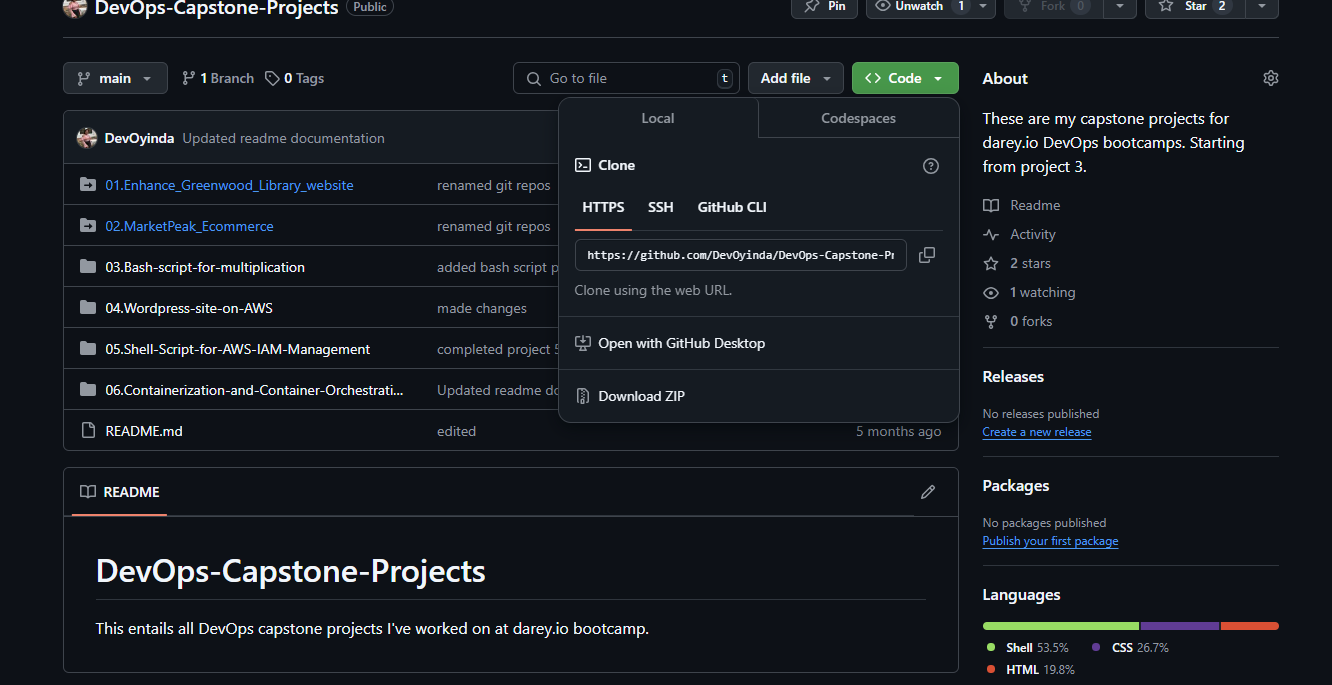 DevOps-Capstone-Projects Public
Pin
Unwatch 1
Fork 0
Star 2
main
1 Branch
0 Tags
Go to file t
Add file
Code
DevOyinda Updated readme documentation
01.Enhance_Greenwood_Library_website renamed git repos
02.MarketPeak_Ecommerce renamed git repos
03.Bash-script-for-multiplication added bash script p
04.Wordpress-site-on-AWS made changes
05.Shell-Script-for-AWS-IAM-Management completed project 5
06.Containerization-and-Container-Orchestrati... Updated readme do
README.md edited 5 months ago
Local Codespaces
Clone
HTTPS SSH GitHub CLI
https://github.com/DevOyinda/DevOps-Capstone-Pr
Clone using the web URL.
Open with GitHub Desktop
Download ZIP
README
DevOps-Capstone-Projects
This entails all DevOps capstone projects I've worked on at darey.io bootcamp.
About
These are my capstone projects for
darey.io DevOps bootcamps. Starting
from project 3.
Readme
Activity
2 stars
1 watching
0 forks
Releases
No releases published
Create a new release
Packages
No packages published
Publish your first package
Languages
Shell 53.5% CSS 26.7%
HTML 19.8%